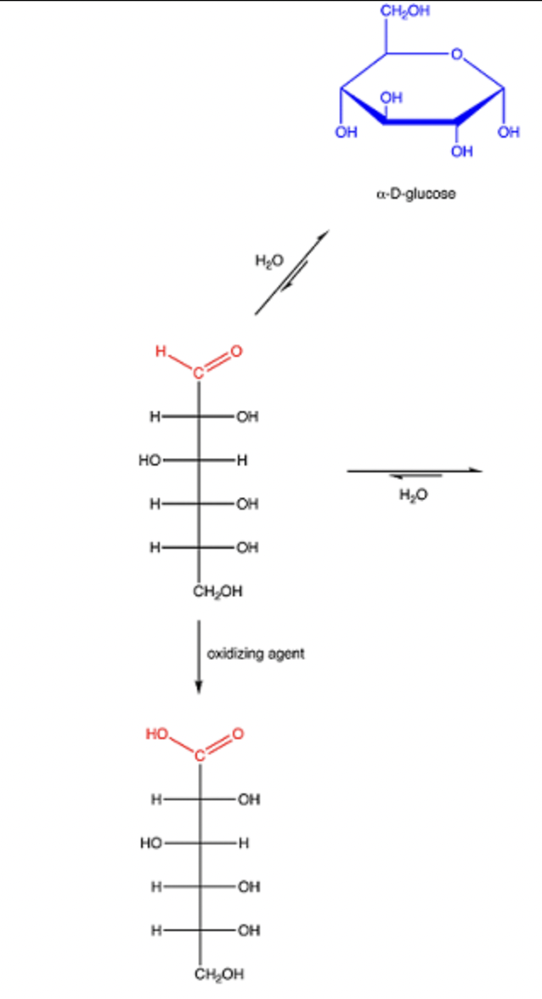 CH₂OH
O
OH
OH OH
OH
α-D-glucose
H₂O
H O
C
H OH
HO H
H₂O
H OH
H OH
CH₂OH
oxidizing agent
HO O
C
H OH
HO H
H OH
H OH
CH₂OH